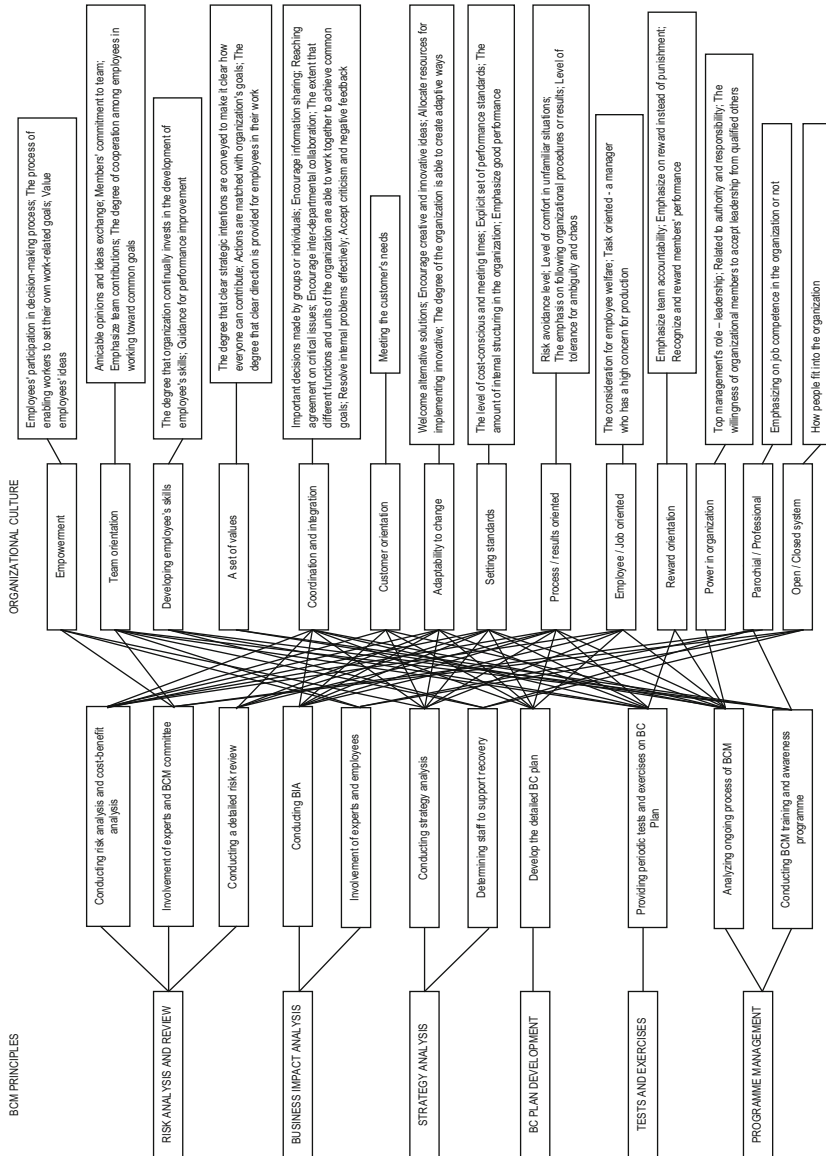 BCM PRINCIPLES
RISK ANALYSIS AND REVIEW
BUSINESS IMPACT ANALYSIS
STRATEGY ANALYSIS
BC PLAN DEVELOPMENT
TESTS AND EXERCISES
PROGRAMME MANAGEMENT
Conducting risk analysis and cost-benefit
analysis
Involvement of experts and BCM committee
Conducting a detailed risk review
Conducting BIA
Involvement of experts and employees
Conducting strategy analysis
Determining staff to support recovery
Develop the detailed BC plan
Providing periodic tests and exercises on BC
Plan
Analyzing ongoing process of BCM
Conducting BCM training and awareness
programme
ORGANIZATIONAL CULTURE
Empowerment
Team orientation
Developing employee's skills
A set of values
Coordination and integration
Customer orientation
Adaptability to change
Setting standards
Process / results oriented
Employee / Job oriented
Reward orientation
Power in organization
Parochial / Professional
Open / Closed system
Employees' participation in decision-making process; The process of
enabling workers to set their own work-related goals; Value
employees' ideas
Amicable opinions and ideas exchange; Members' commitment to team;
Emphasize team contributions; The degree of cooperation among employees in
working toward common goals
The degree that organization continually invests in the development of
employee's skills; Guidance for performance improvement
The degree that clear strategic intentions are conveyed to make it clear how
everyone can contribute; Actions are matched with organization's goals; The
degree that clear direction is provided for employees in their work
Important decisions made by groups or individuals; Encourage information sharing; Reaching
agreement on critical issues; Encourage inter-departmental collaboration; The extent that
different functions and units of the organization are able to work together to achieve common
goals; Resolve internal problems effectively; Accept criticism and negative feedback
Meeting the customer's needs
Welcome alternative solutions; Encourage creative and innovative ideas; Allocate resources for
implementing innovative; The degree of the organization is able to create adaptive ways
The level of cost-conscious and meeting times; Explicit set of performance standards; The
amount of internal structuring in the organization; Emphasize good performance
Risk avoidance level; Level of comfort in unfamiliar situations;
The emphasis on following organizational procedures or results; Level of
tolerance for ambiguity and chaos
The consideration for employee welfare; Task oriented - a manager
who has a high concern for production
Emphasize team accountability; Emphasize on reward instead of punishment;
Recognize and reward members' performance
Top management's role – leadership; Related to authority and responsibility; The
willingness of organizational members to accept leadership from qualified others
Emphasizing on job competence in the organization or not
How people fit into the organization